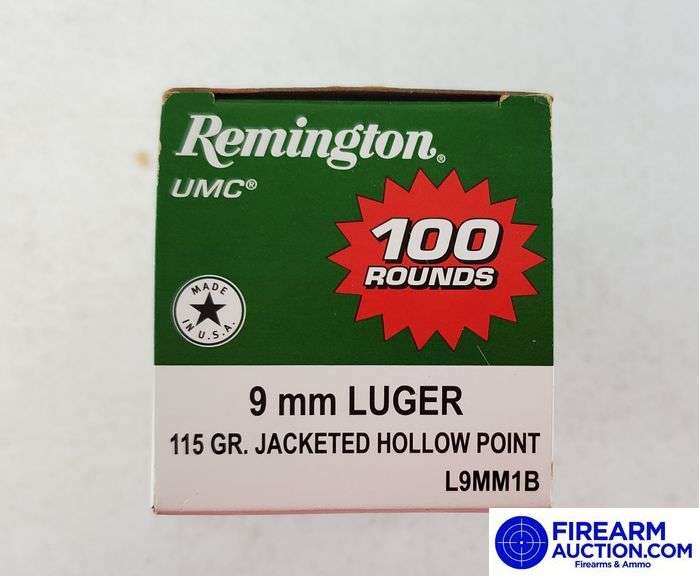 Remington®
UMC®
100
ROUNDS
MADE
IN U.S.A.
9 mm LUGER
115 GR. JACKETED HOLLOW POINT
L9MM1B
FIREARM
AUCTION.COM
Firearms & Ammo